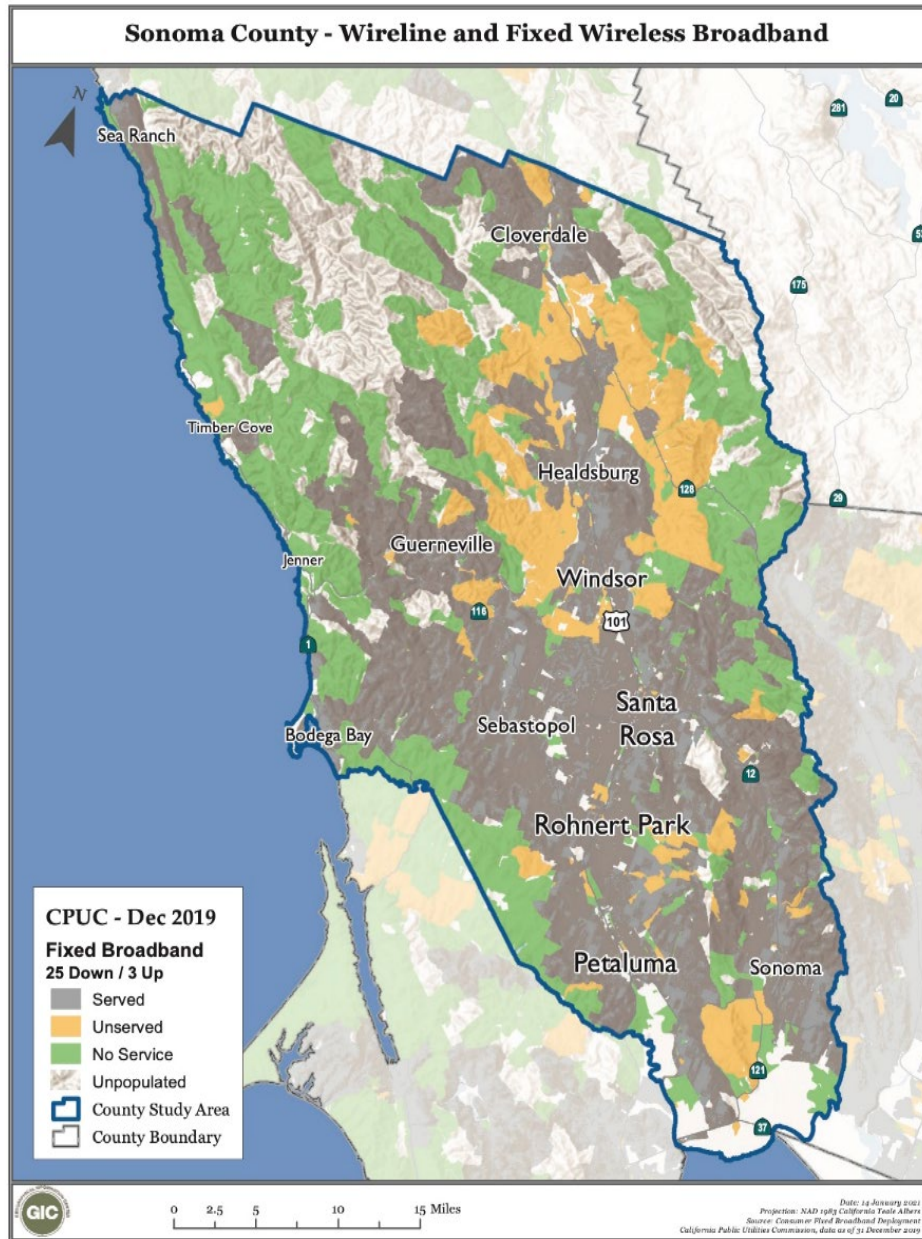 Sonoma County - Wireline and Fixed Wireless Broadband
N
Sea Ranch
281
20
Cloverdale
175
Timber Cove
Healdsburg
128
29
Guerneville
Jenner
Windsor
116
101
1
Santa
Rosa
Sebastopol
Bodega Bay
12
Rohnert Park
Petaluma
Sonoma
121
37
CPUC - Dec 2019
Fixed Broadband
25 Down / 3 Up
Served
Unserved
No Service
Unpopulated
County Study Area
County Boundary
GIC
0 2.5 5 10 15 Miles
Date: 14 January 2021
Projection: NAD 1983 California Teale Albers
Source: Consumer Fixed Broadband Deployment
California Public Utilities Commission, data as of 31 December 2019